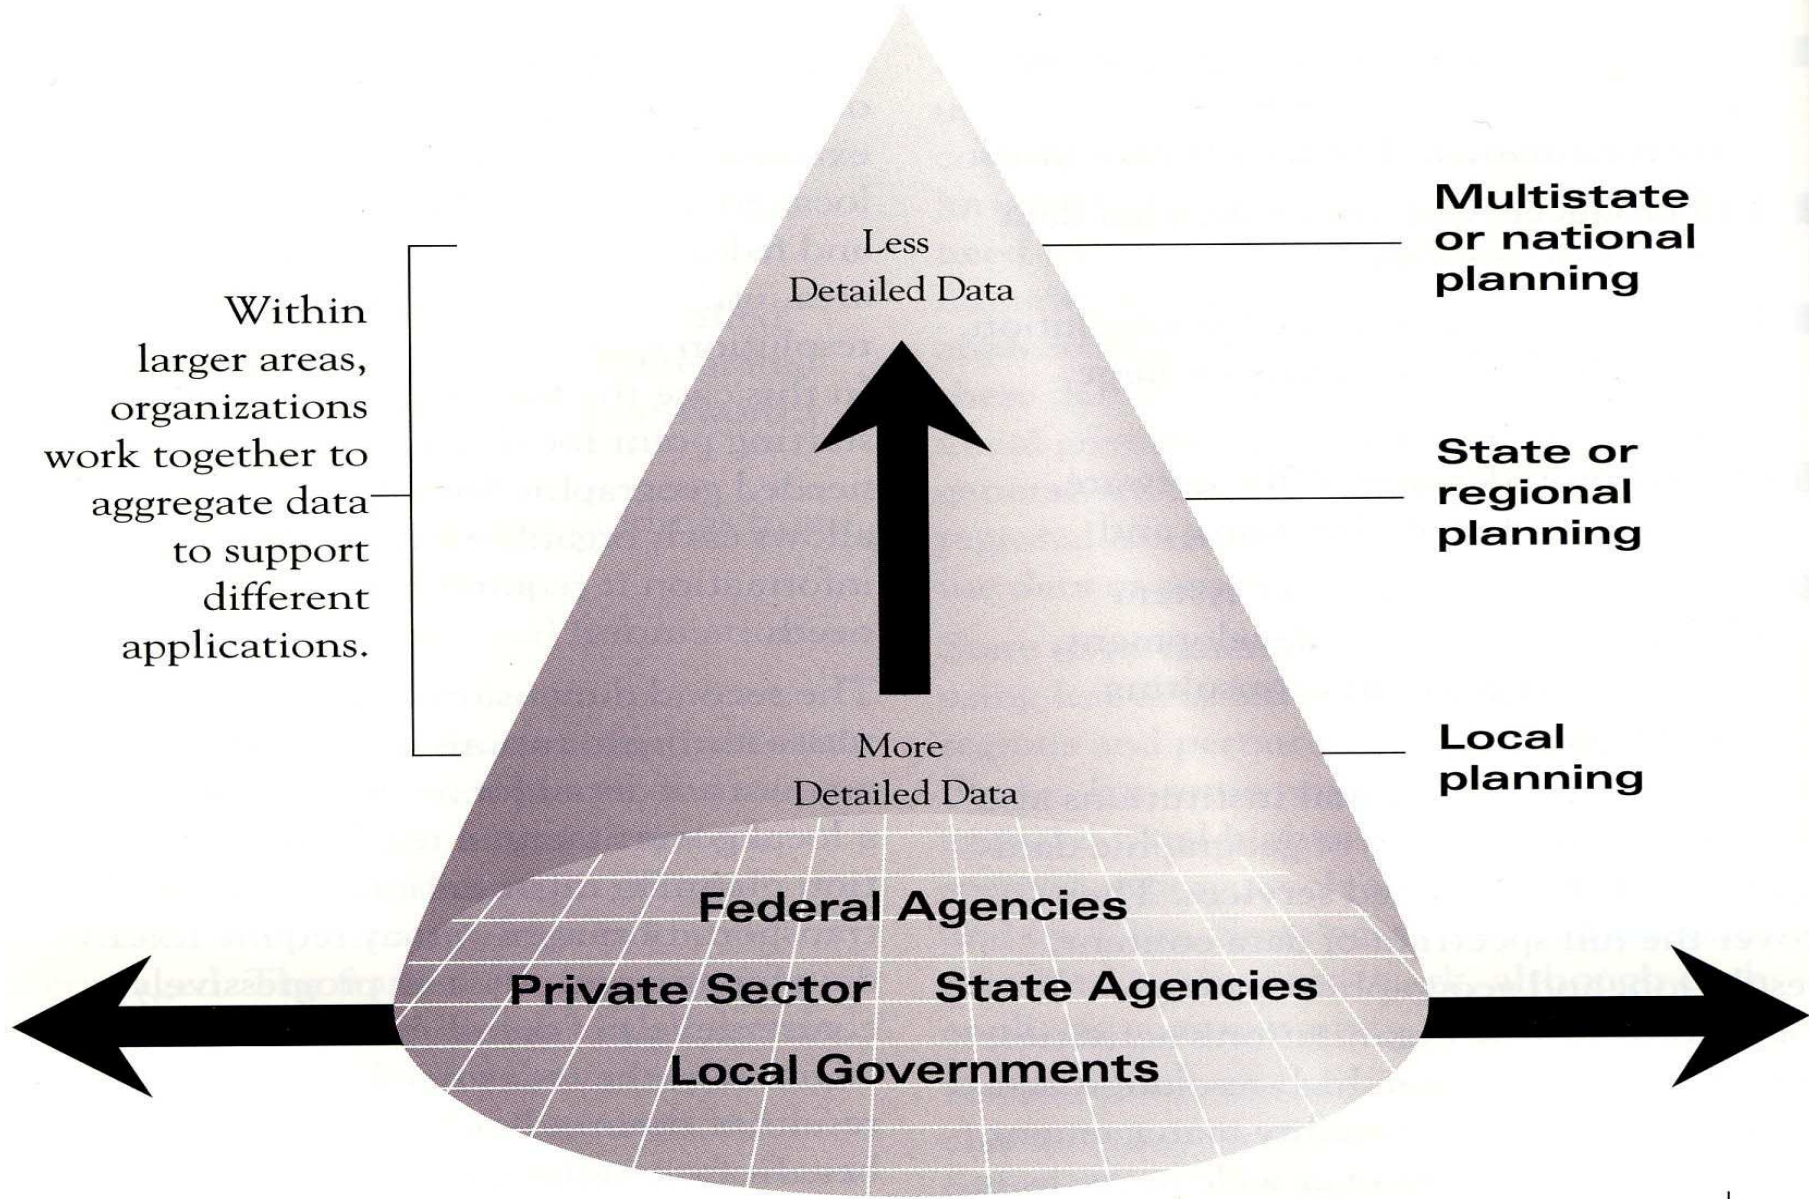 Within
larger areas,
organizations
work together to
aggregate data
to support
different
applications.
Less
Detailed Data
More
Detailed Data
Multistate
or national
planning
State or
regional
planning
Local
planning
Federal Agencies
Private Sector State Agencies
Local Governments